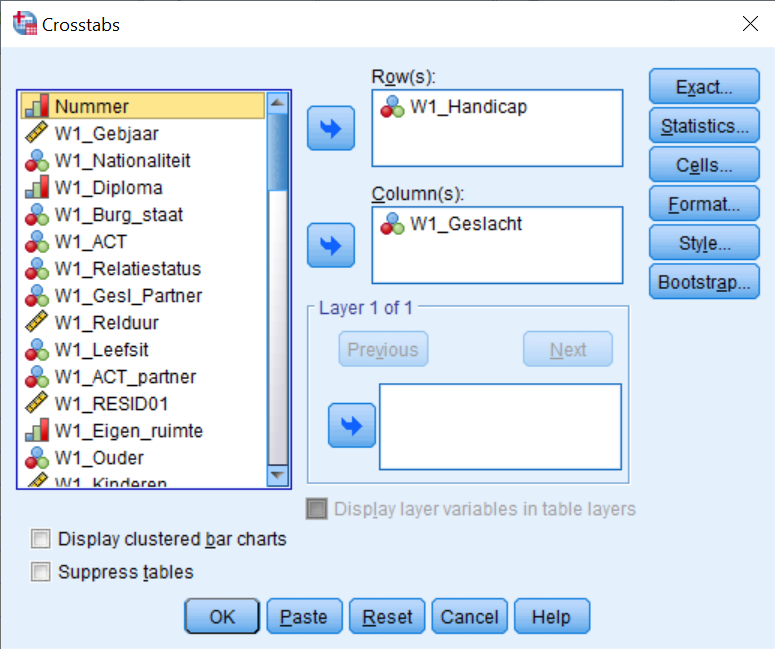 Crosstabs
Nummer
W1_Gebjaar
W1_Nationaliteit
W1_Diploma
W1_Burg_staat
W1_ACT
W1_Relatiestatus
W1_Gesl_Partner
W1_Relduur
W1_Leefsit
W1_ACT_partner
W1_RESID01
W1_Eigen_ruimte
W1_Ouder
W1_Kinderen
Row(s):
W1_Handicap
Column(s):
W1_Geslacht
Layer 1 of 1
Previous
Next
Display layer variables in table layers
Exact...
Statistics...
Cells...
Format...
Style...
Bootstrap...
Display clustered bar charts
Suppress tables
OK
Paste
Reset
Cancel
Help